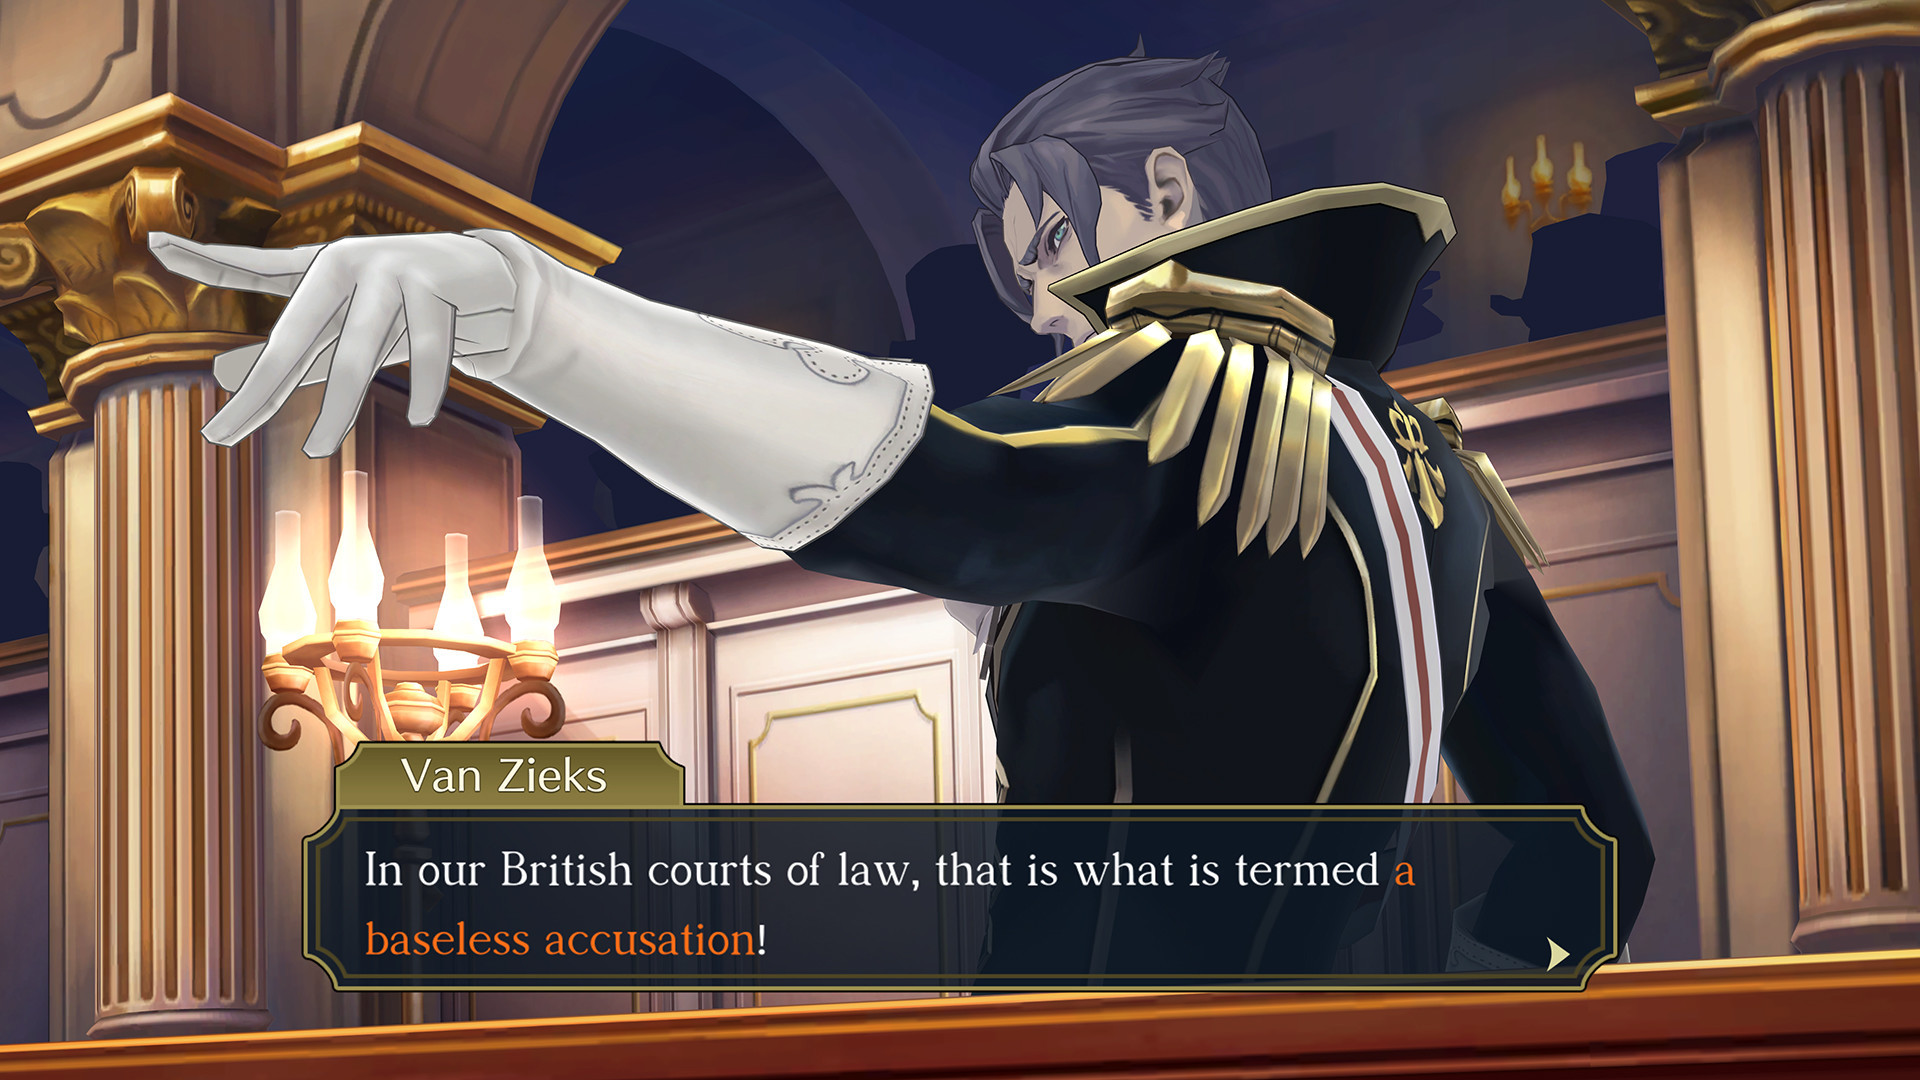 Van Zieks
In our British courts of law, that is what is termed a
baseless accusation!